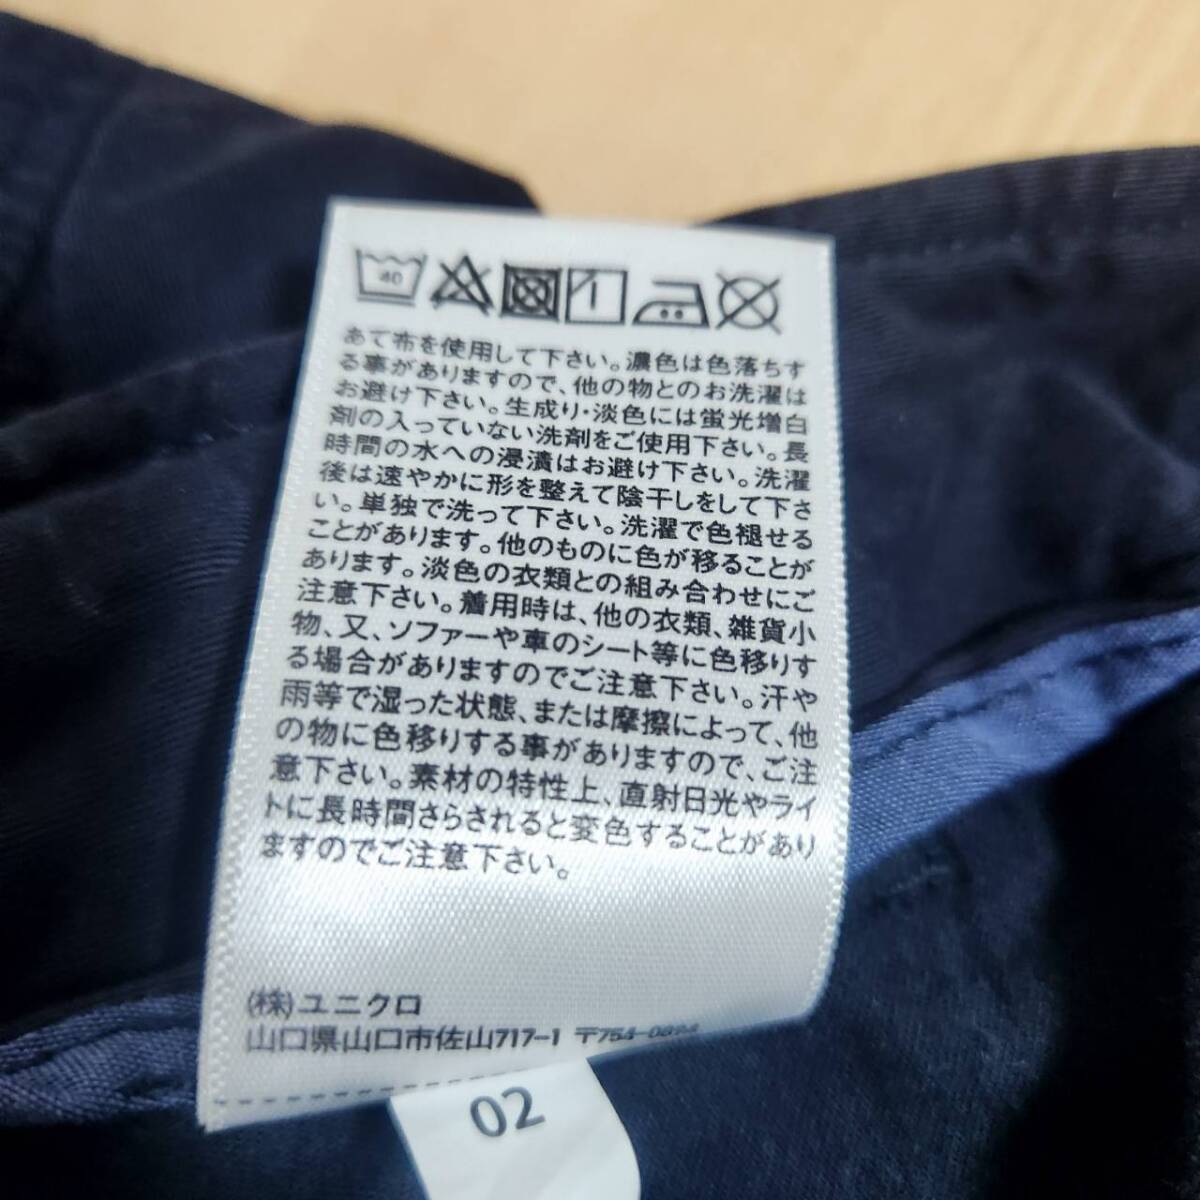 40
あて布を使用して下さい。濃色は色落ちす
る事がありますので、他の物とのお洗濯は
お避け下さい。生成り・淡色には蛍光増白
剤の入っていない洗剤をご使用下さい。長
時間の水への浸漬はお避け下さい。洗濯
後は速やかに形を整えて陰干しをして下さ
い。単独で洗って下さい。洗濯で色褪せる
ことがあります。他のものに色が移ることが
あります。淡色の衣類との組み合わせにご
注意下さい。着用時は、他の衣類、雑貨小
物、又、ソファーや車のシート等に色移りす
る場合がありますのでご注意下さい。汗や
雨等で湿った状態、または摩擦によって、他
の物に色移りする事がありますので、ご注
意下さい。素材の特性上、直射日光やライ
トに長時間さらされると変色することがあり
ますのでご注意下さい。
(株)ユニクロ
山口県山口市佐山717-1 〒754-0894
02